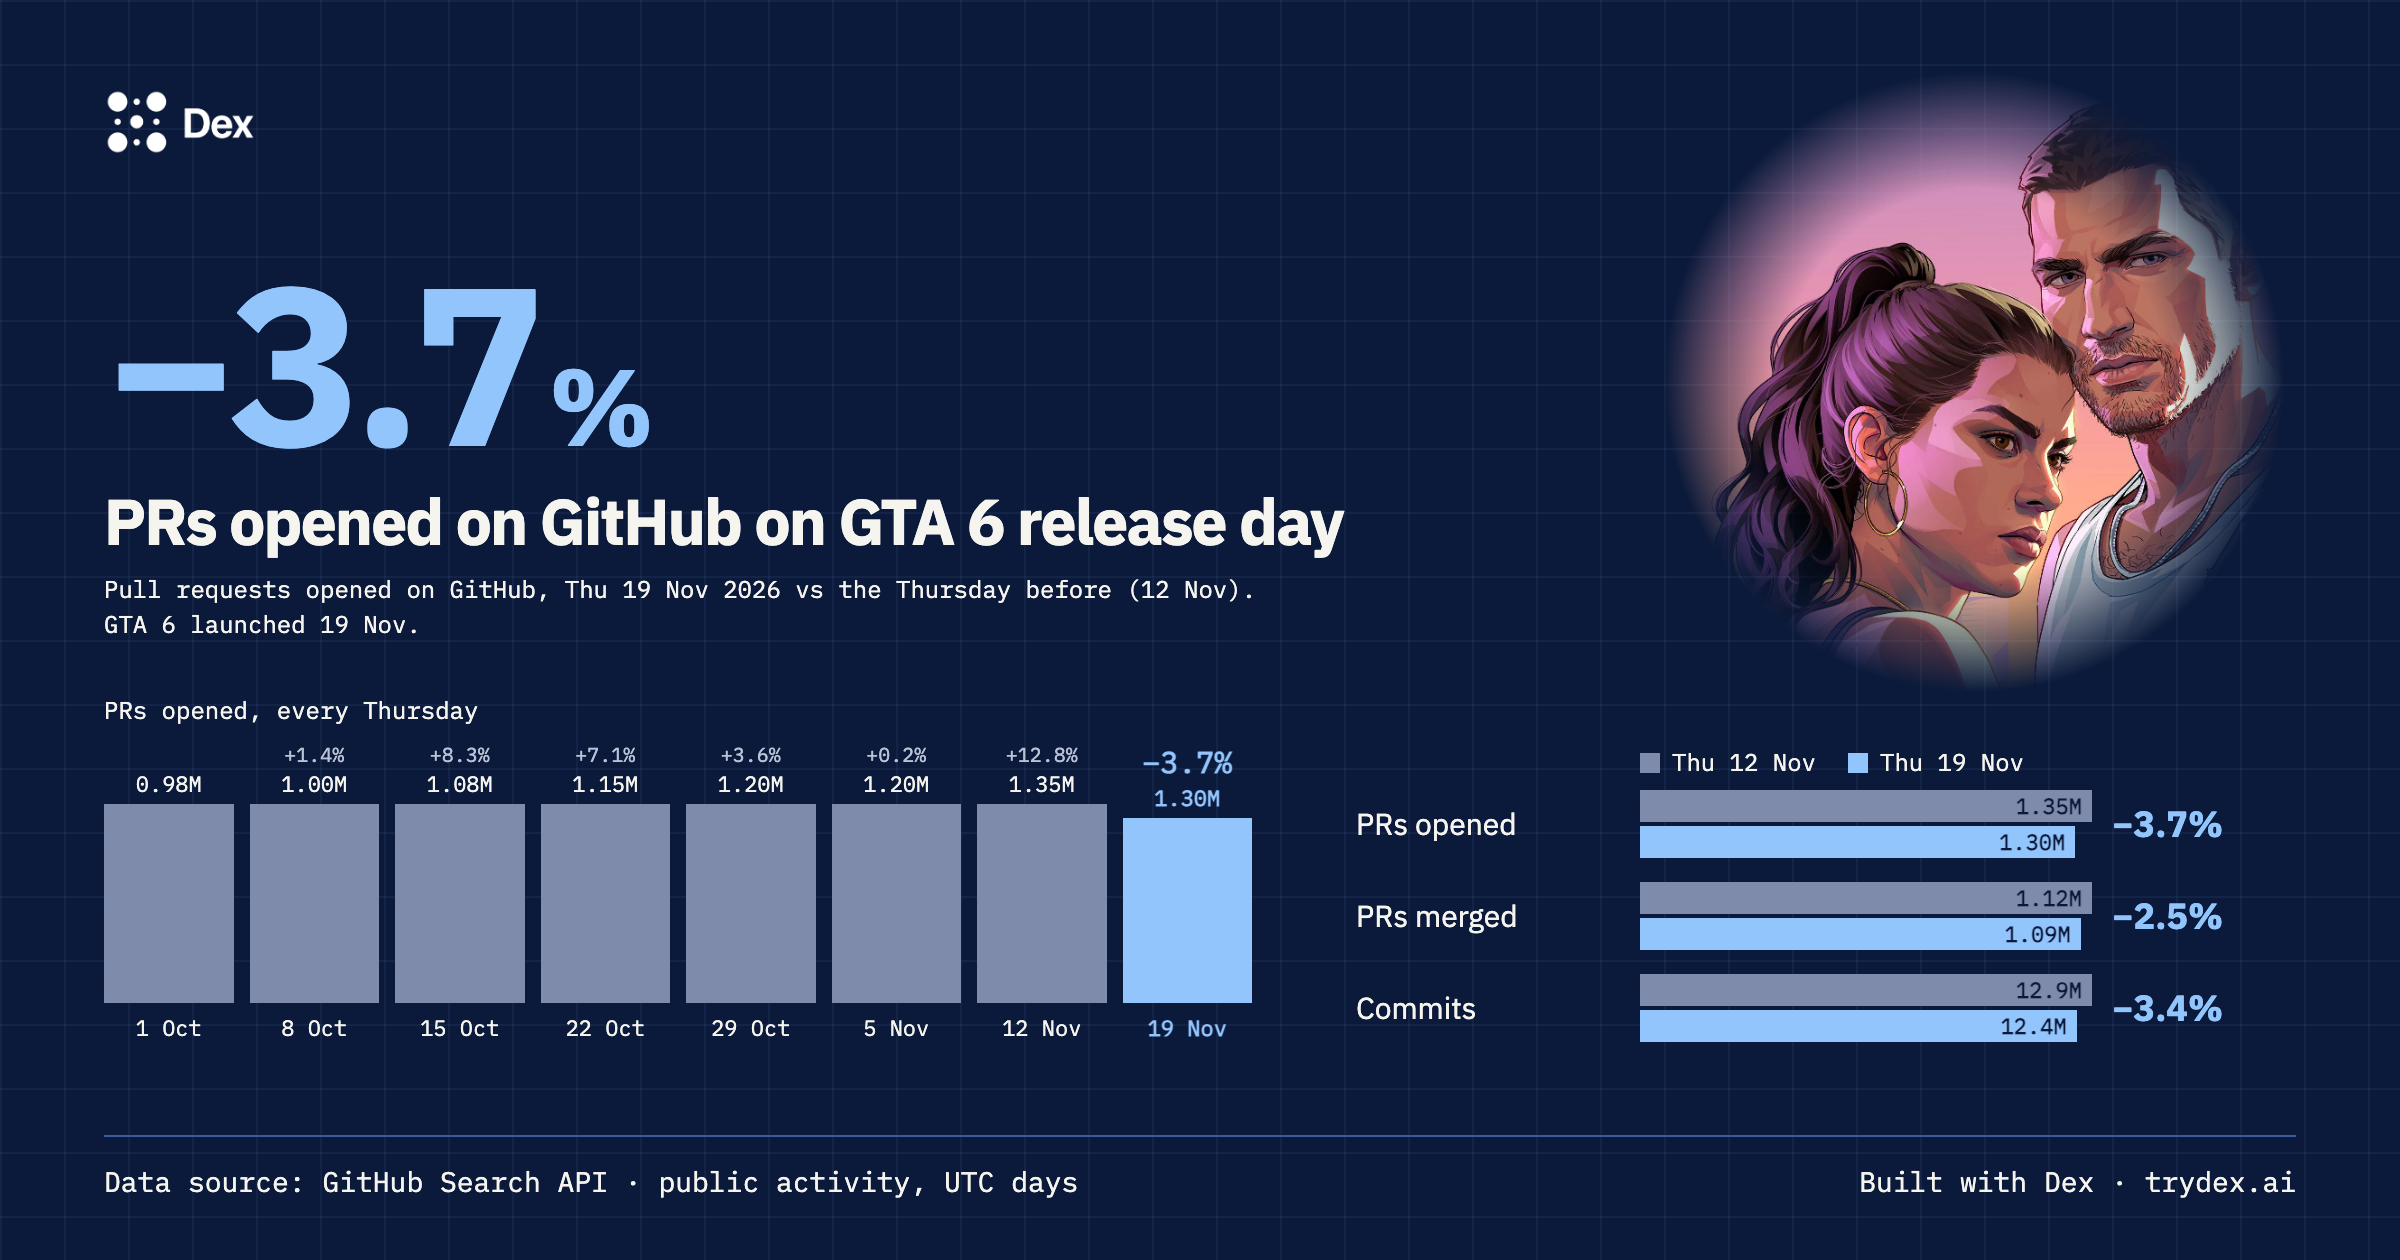 Dex
−3.7%
PRs opened on GitHub on GTA 6 release day
Pull requests opened on GitHub, Thu 19 Nov 2026 vs the Thursday before (12 Nov).
GTA 6 launched 19 Nov.
PRs opened, every Thursday
+1.4% +8.3% +7.1% +3.6% +0.2% +12.8% −3.7%
0.98M 1.00M 1.08M 1.15M 1.20M 1.20M 1.35M 1.30M
1 Oct 8 Oct 15 Oct 22 Oct 29 Oct 5 Nov 12 Nov 19 Nov
Thu 12 Nov Thu 19 Nov
PRs opened 1.35M 1.30M −3.7%
PRs merged 1.12M 1.09M −2.5%
Commits 12.9M 12.4M −3.4%
Data source: GitHub Search API · public activity, UTC days
Built with Dex · trydex.ai